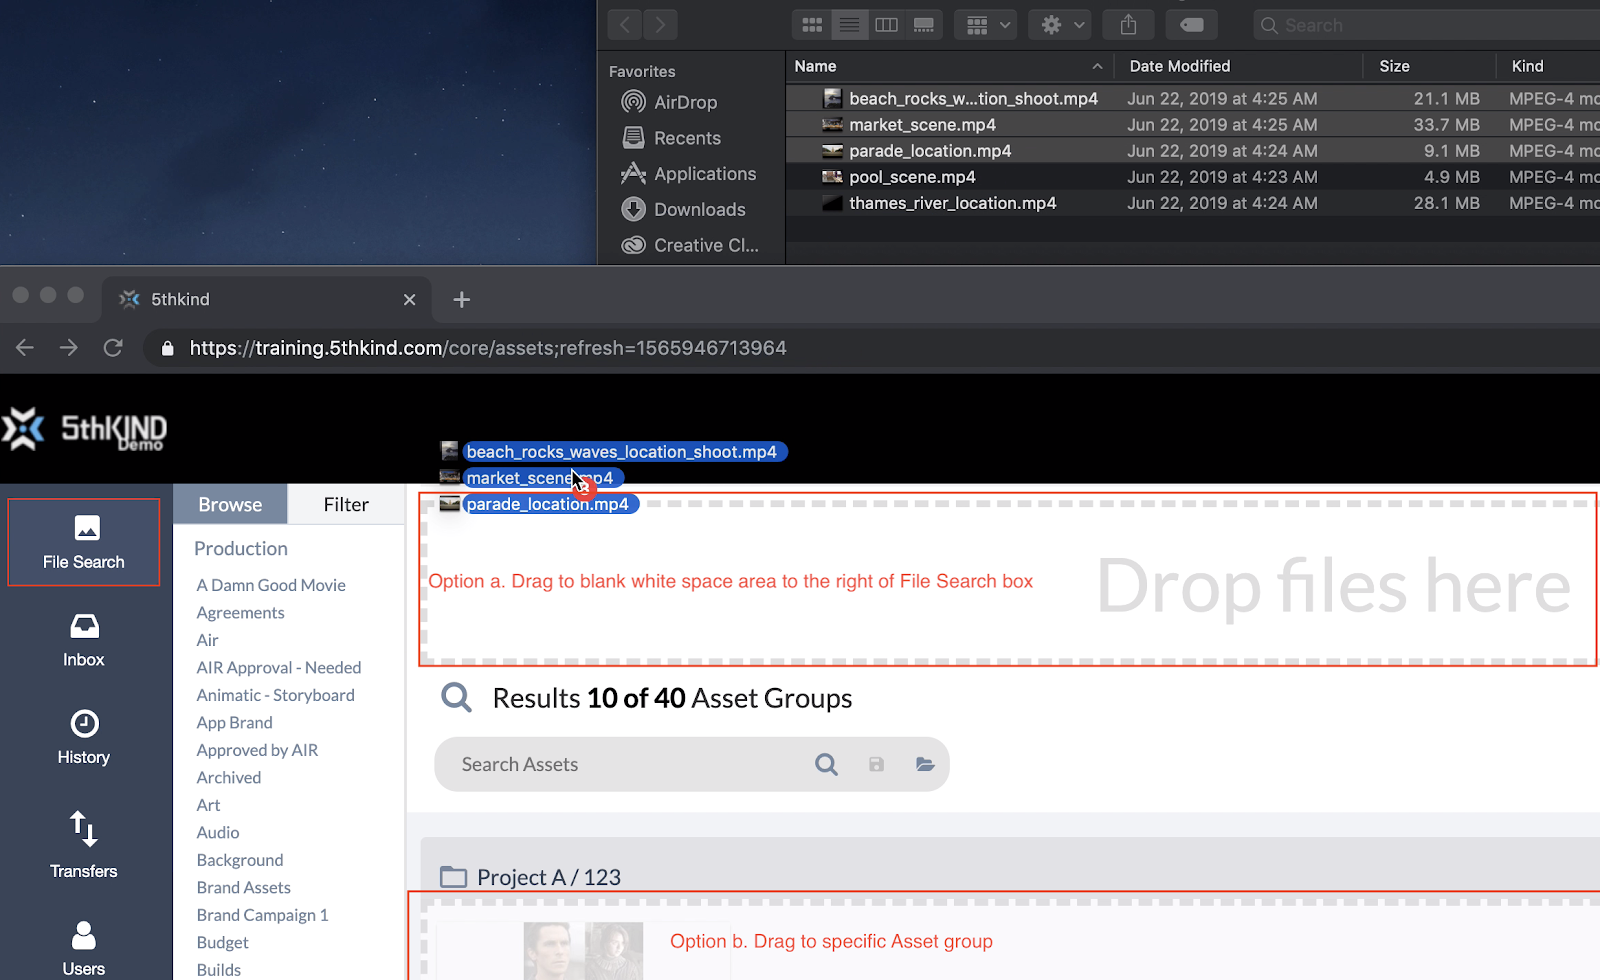 Search
Favorites
AirDrop
Recents
Applications
Downloads
Creative Cl...
Name Date Modified Size Kind
beach_rocks_w...tion_shoot.mp4 Jun 22, 2019 at 4:25 AM 21.1 MB MPEG-4 mo
market_scene.mp4 Jun 22, 2019 at 4:25 AM 33.7 MB MPEG-4 mo
parade_location.mp4 Jun 22, 2019 at 4:24 AM 9.1 MB MPEG-4 mo
pool_scene.mp4 Jun 22, 2019 at 4:23 AM 4.9 MB MPEG-4 mo
thames_river_location.mp4 Jun 22, 2019 at 4:24 AM 28.1 MB MPEG-4 mo
5thkind
https://training.5thkind.com/core/assets;refresh=1565946713964
5thKIND
Demo
beach_rocks_waves_location_shoot.mp4
market_scene.mp4
parade_location.mp4
File Search
Inbox
History
Transfers
Users
Browse Filter
Production
A Damn Good Movie
Agreements
Air
AIR Approval - Needed
Animatic - Storyboard
App Brand
Approved by AIR
Archived
Art
Audio
Background
Brand Assets
Brand Campaign 1
Budget
Builds
Option a. Drag to blank white space area to the right of File Search box
Drop files here
Results 10 of 40 Asset Groups
Search Assets
Project A / 123
Option b. Drag to specific Asset group